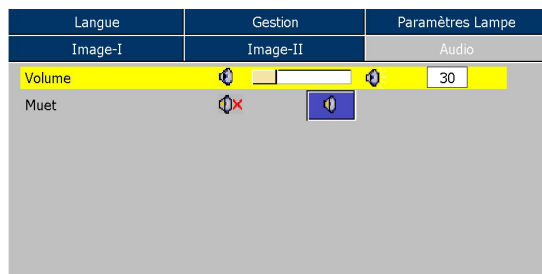 Langue Gestion Paramètres Lampe
Image-I Image-II Audio
Volume 30
Muet